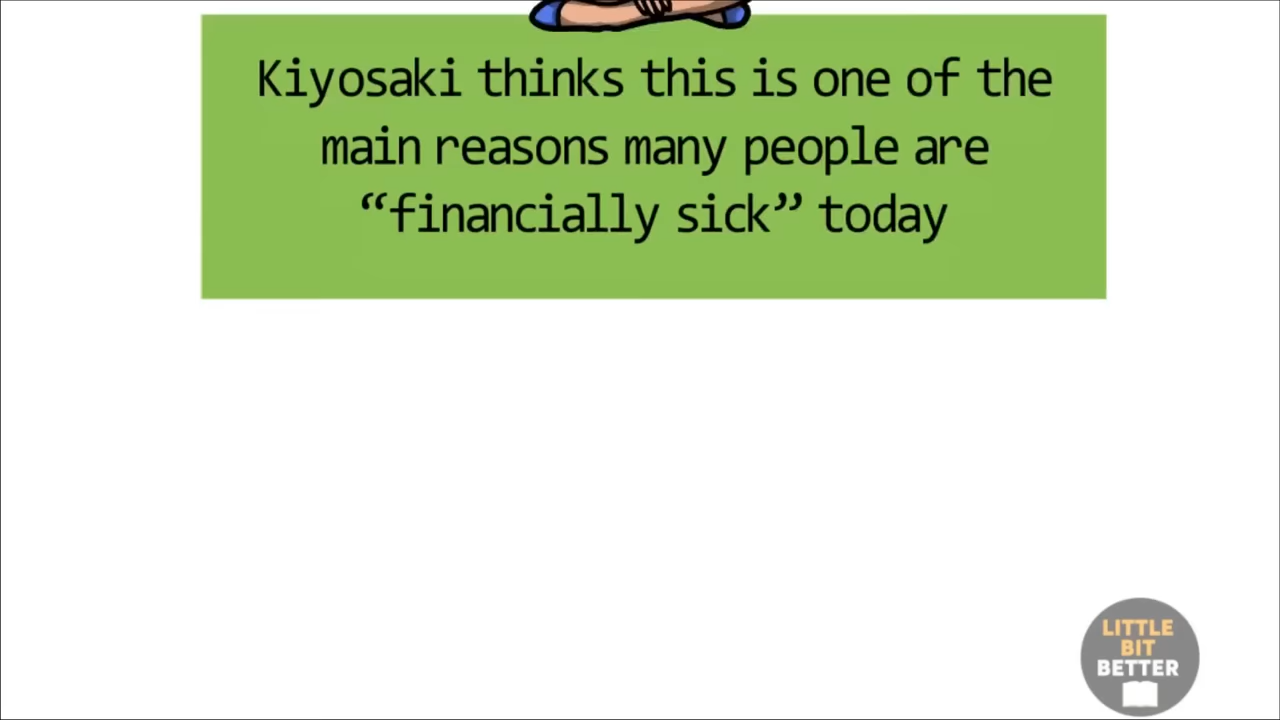 Kiyosaki thinks this is one of the
main reasons many people are
“financially sick” today
LITTLE
BIT
BETTER